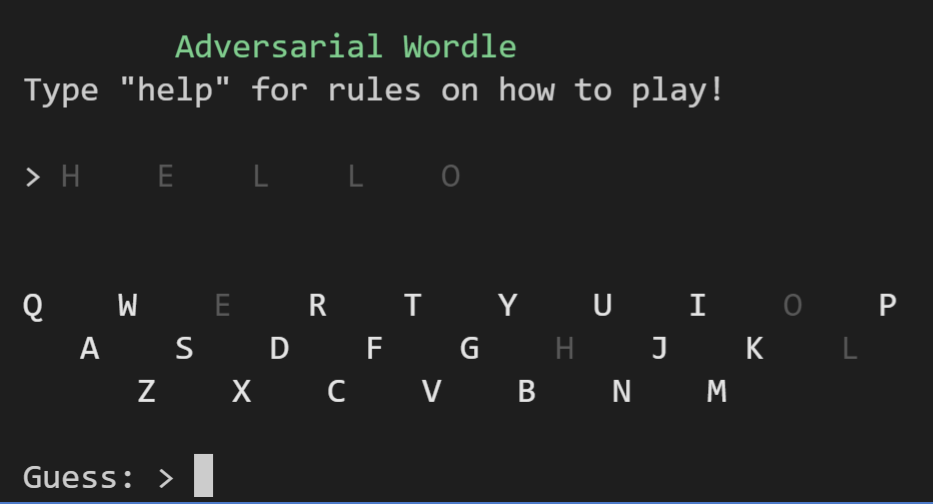 Adversarial Wordle
Type "help" for rules on how to play!
> H E L L O
Q W E R T Y U I O P
A S D F G H J K L
Z X C V B N M
Guess: >